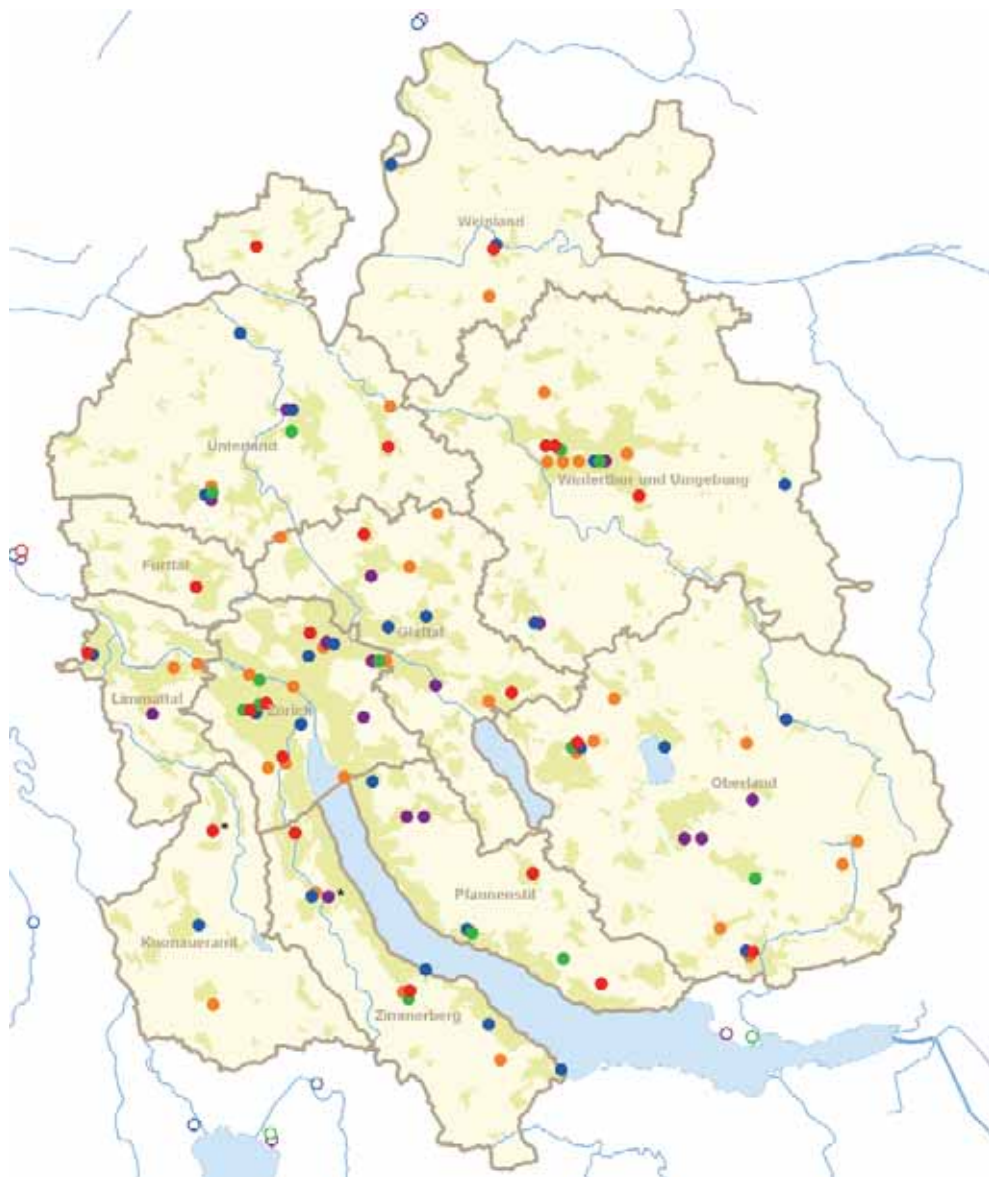 Weinland
Unterland
Winterthur und Umgebung
Furttal
Glattal
Limmattal
Zürich
Oberland
*
Pfannenstil
*
Knonaueramt
Zimmerberg